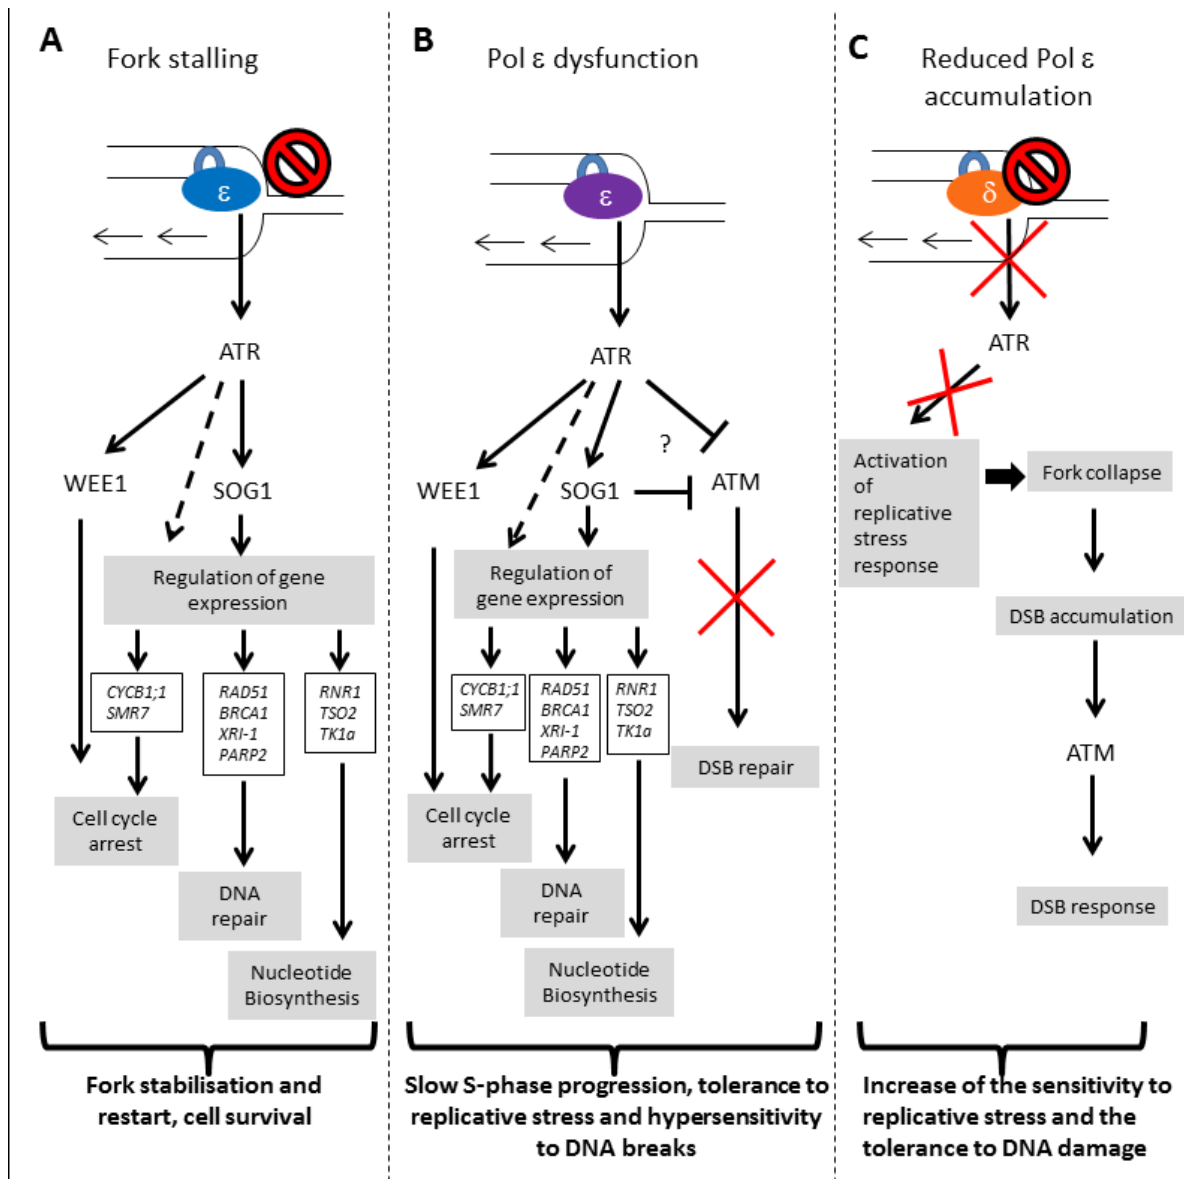 A
Fork stalling
ε
ATR
WEE1
SOG1
Regulation of gene
expression
CYCB1;1
SMR7
RAD51
BRCA1
XRI-1
PARP2
RNR1
TSO2
TK1a
Cell cycle
arrest
DNA
repair
Nucleotide
Biosynthesis
Fork stabilisation and
restart, cell survival
B
Pol ε dysfunction
ε
ATR
?
WEE1
SOG1
ATM
Regulation of
gene expression
CYCB1;1
SMR7
RAD51
BRCA1
XRI-1
PARP2
RNR1
TSO2
TK1a
DSB repair
Cell cycle
arrest
DNA
repair
Nucleotide
Biosynthesis
Slow S-phase progression, tolerance to
replicative stress and hypersensitivity
to DNA breaks
C
Reduced Pol ε
accumulation
δ
ATR
Activation
of
replicative
stress
response
Fork collapse
DSB accumulation
ATM
DSB response
Increase of the sensitivity to
replicative stress and the
tolerance to DNA damage